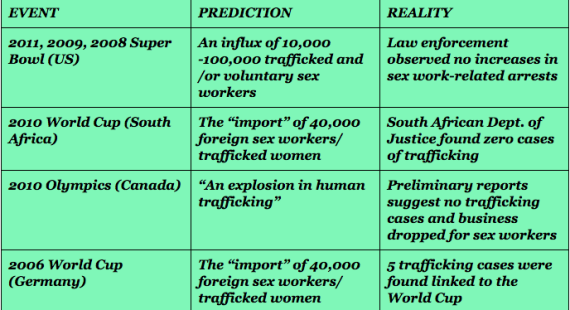 EVENT PREDICTION REALITY
2011, 2009, 2008 Super
Bowl (US)
An influx of 10,000
-100,000 trafficked and
/or voluntary sex
workers
Law enforcement
observed no increases in
sex work-related arrests
2010 World Cup (South
Africa)
The “import” of 40,000
foreign sex workers/
trafficked women
South African Dept. of
Justice found zero cases
of trafficking
2010 Olympics (Canada)
“An explosion in human
trafficking”
Preliminary reports
suggest no trafficking
cases and business
dropped for sex workers
2006 World Cup
(Germany)
The “import” of 40,000
foreign sex workers/
trafficked women
5 trafficking cases were
found linked to the
World Cup